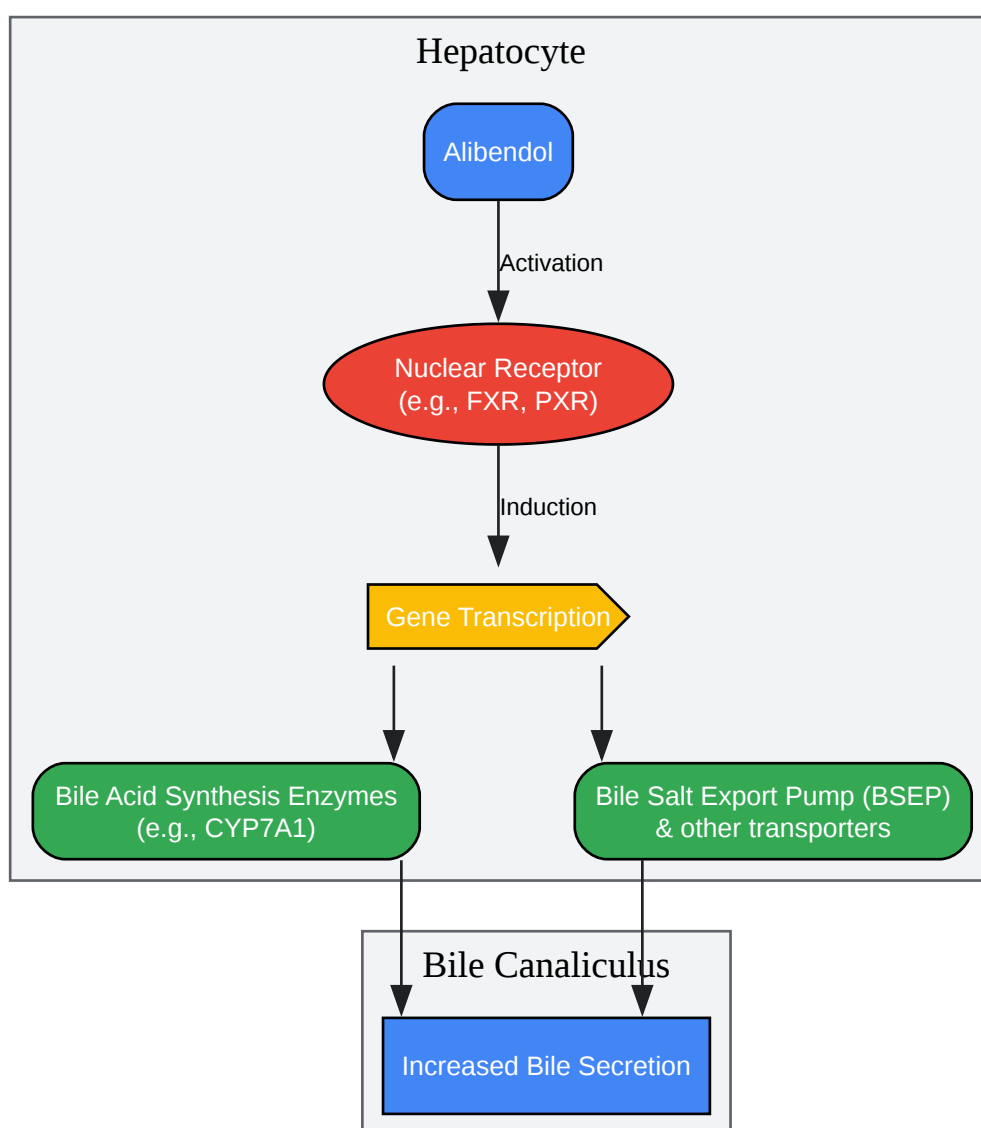 Hepatocyte
Alibendol
Activation
Nuclear Receptor
(e.g., FXR, PXR)
Induction
Gene Transcription
Bile Acid Synthesis Enzymes
(e.g., CYP7A1)
Bile Salt Export Pump (BSEP)
& other transporters
Bile Canaliculus
Increased Bile Secretion